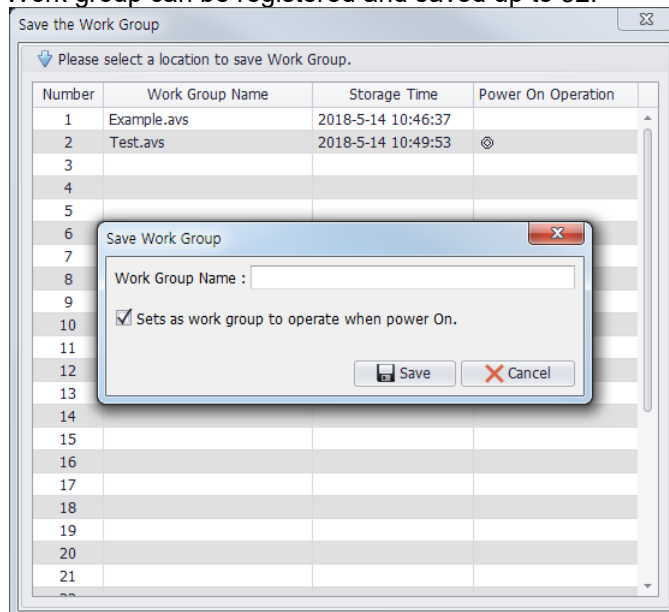 Work group can be registered and saved up to
Save the Work Group
Please select a location to save Work Group.
Number Work Group Name Storage Time Power On Operation
1 Example.avs 2018-5-14 10:46:37
2 Test.avs 2018-5-14 10:49:53 ◎
3
4
5
6
Save Work Group
7
8 Work Group Name :
9
10 Sets as work group to operate when power On.
11
12 Save Cancel
13
14
15
16
17
18
19
20
21